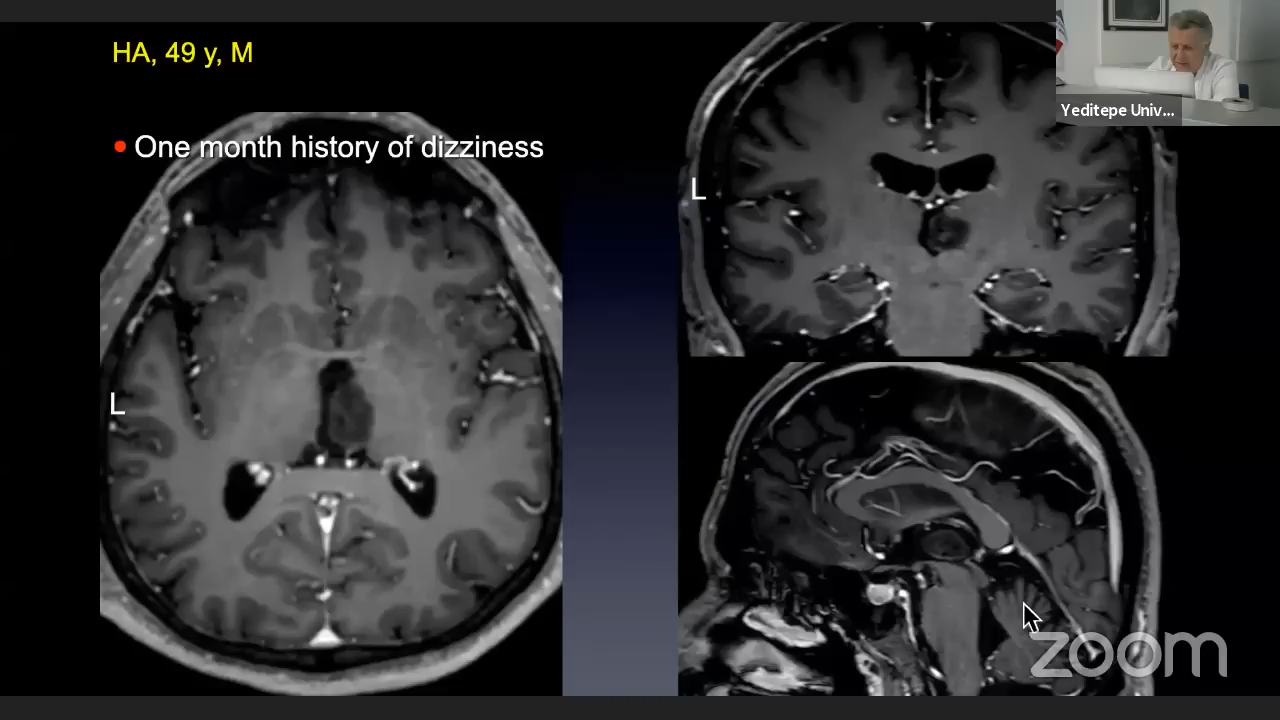 HA, 49 y, M
One month history of dizziness
L
L
Yeditepe Univ...
zoom